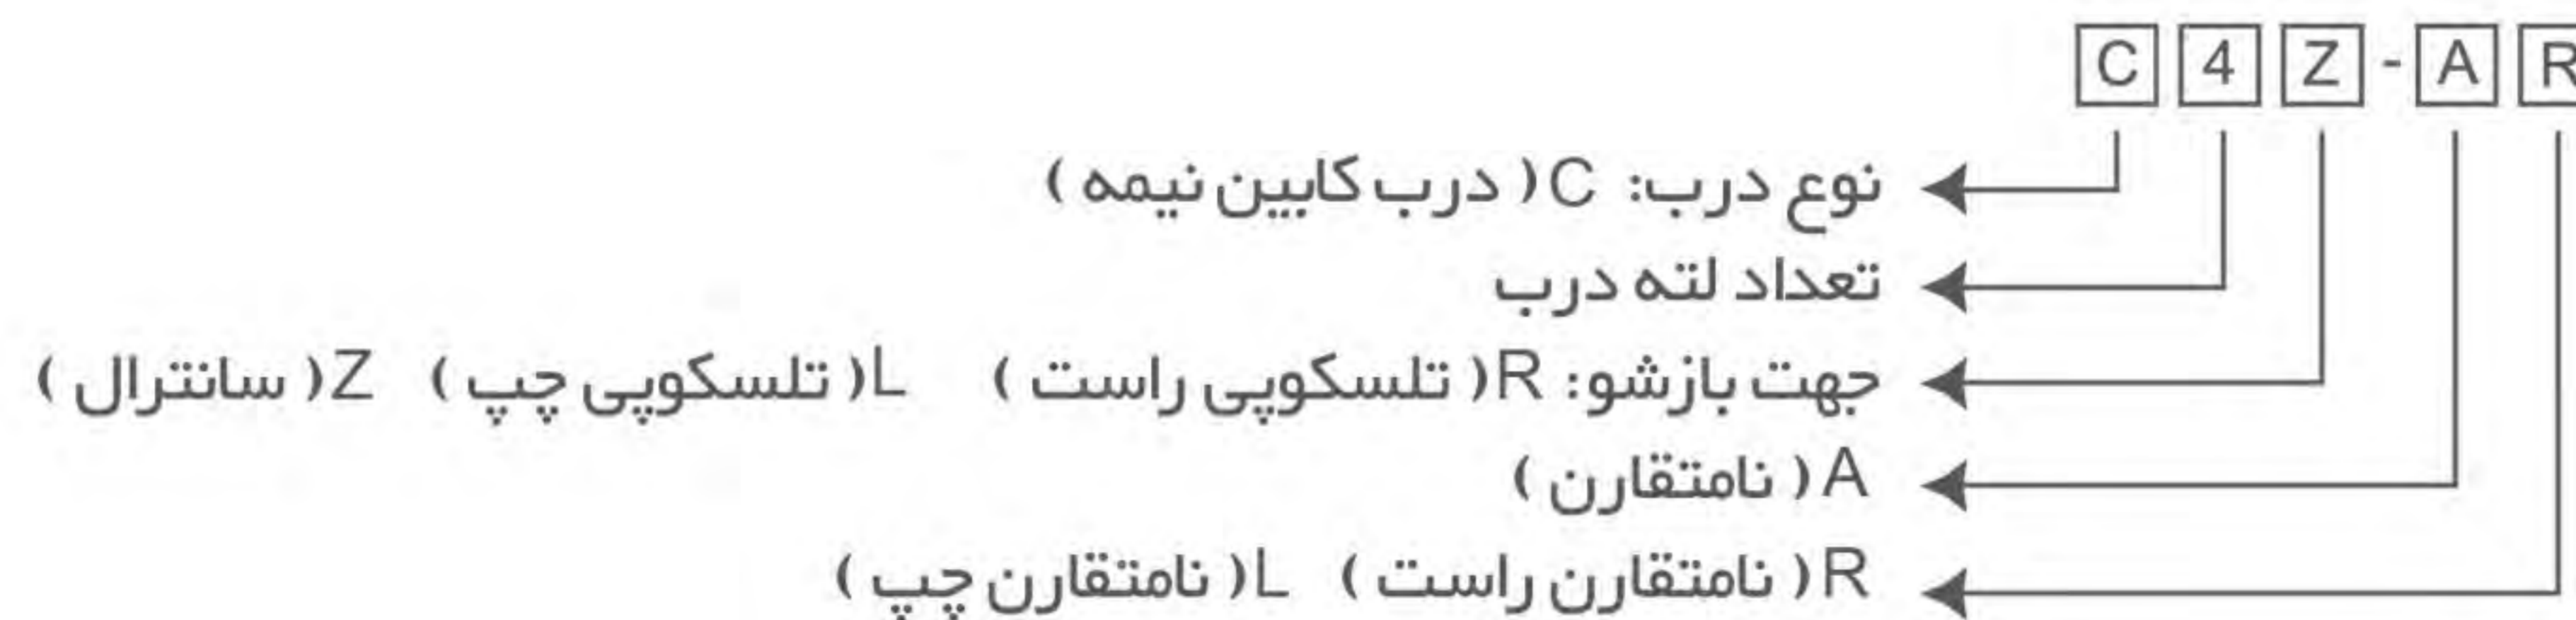 C 4 Z - A R
نوع درب: C ( درب کابین نیمه )
تعداد لته درب
جهت بازشو: R ( تلسکوپی راست ) L ( تلسکوپی چپ ) Z ( سانترال )
A ( نامتقارن )
R ( نامتقارن راست ) L ( نامتقارن چپ )